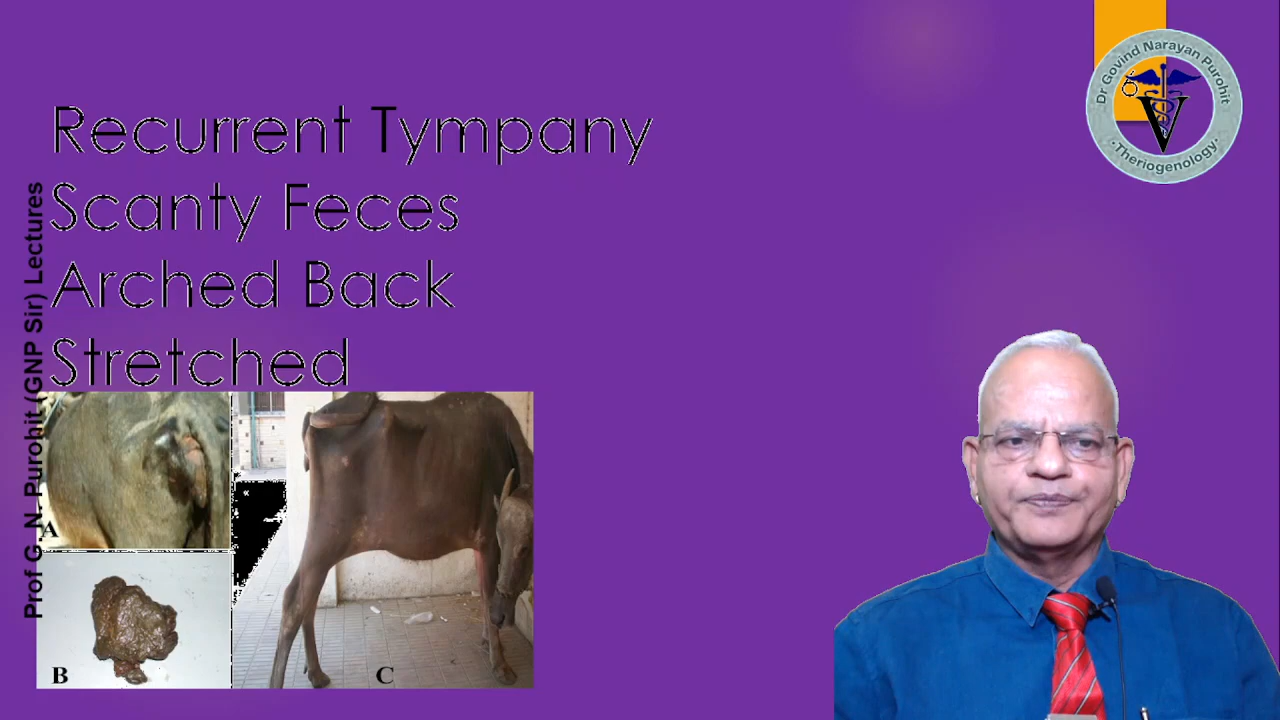 Recurrent Tympany
Scanty Feces
Arched Back
Stretched
Prof G. N. Purohit (GNP Sir) Lectures
Dr Govind Narayan Purohit
V
·Theriogenology·
A
B
C